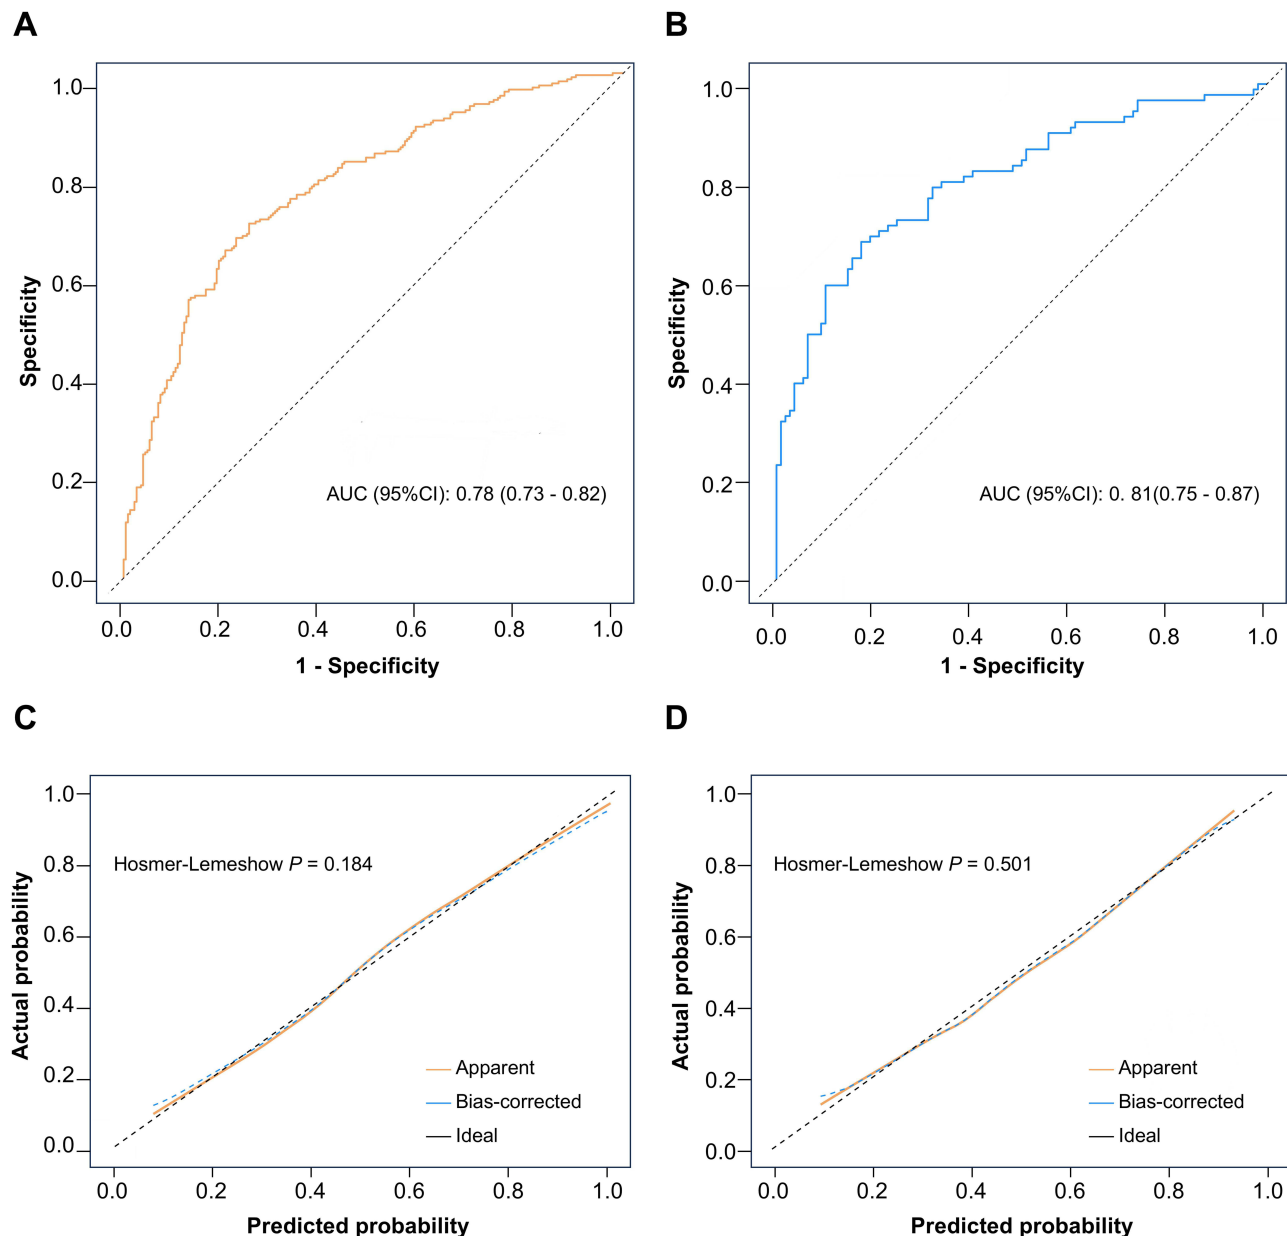 A
B
1.0
0.8
0.6
0.4
0.2
0.0
Specificity
AUC (95%CI): 0.78 (0.73 - 0.82)
0.0 0.2 0.4 0.6 0.8 1.0
1 - Specificity
1.0
0.8
0.6
0.4
0.2
0.0
Specificity
AUC (95%CI): 0. 81(0.75 - 0.87)
0.0 0.2 0.4 0.6 0.8 1.0
1 - Specificity
C
D
1.0
0.8
0.6
0.4
0.2
0.0
Actual probability
Hosmer-Lemeshow P = 0.184
Apparent
Bias-corrected
Ideal
0.0 0.2 0.4 0.6 0.8 1.0
Predicted probability
1.0
0.8
0.6
0.4
0.2
0.0
Actual probability
Hosmer-Lemeshow P = 0.501
Apparent
Bias-corrected
Ideal
0.0 0.2 0.4 0.6 0.8 1.0
Predicted probability